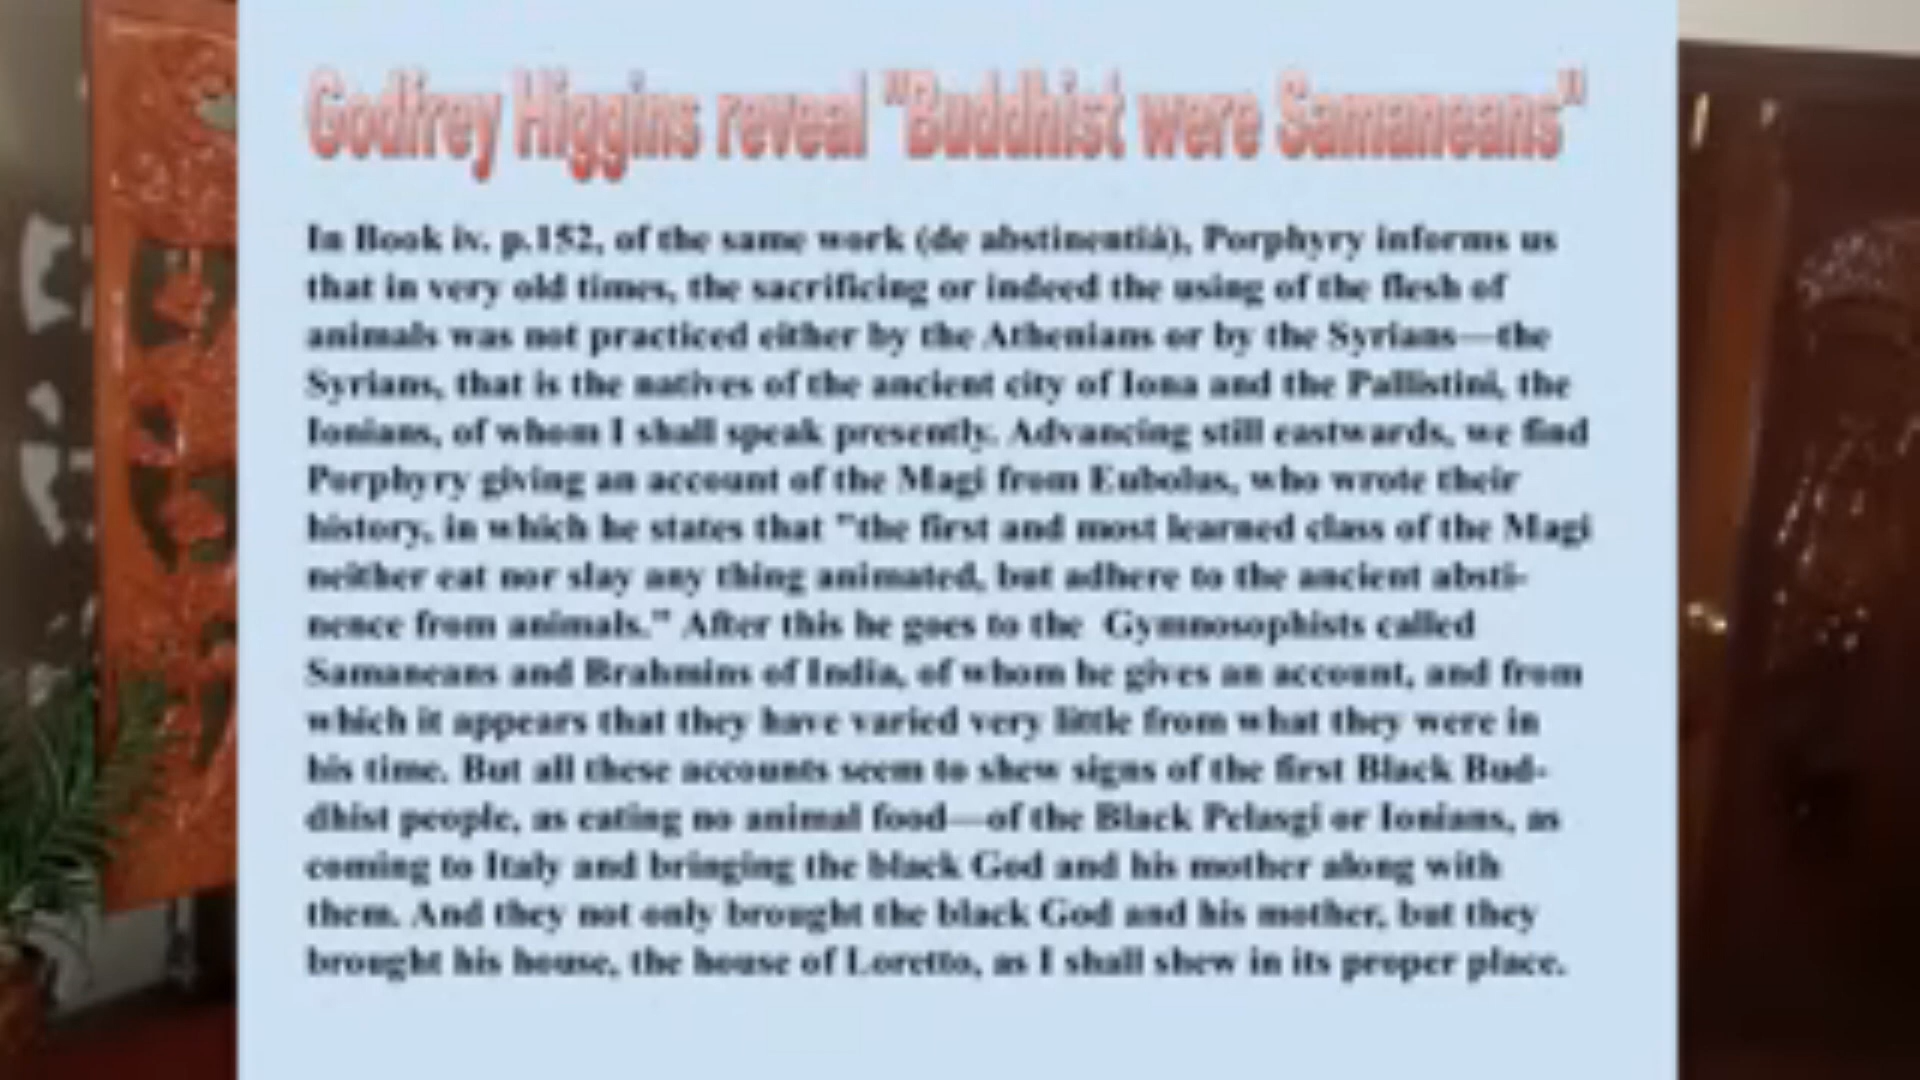 Godfrey Higgins reveal "Buddhist were Samaneans"
In Book iv. p.152, of the same work (de abstinentiá), Porphyry informs us
that in very old times, the sacrificing or indeed the using of the flesh of
animals was not practiced either by the Athenians or by the Syrians—the
Syrians, that is the natives of the ancient city of Iona and the Pallistini, the
Ionians, of whom I shall speak presently. Advancing still eastwards, we find
Porphyry giving an account of the Magi from Eubolus, who wrote their
history, in which he states that "the first and most learned class of the Magi
neither eat nor slay any thing animated, but adhere to the ancient absti-
nence from animals." After this he goes to the Gymnosophists called
Samaneans and Brahmins of India, of whom he gives an account, and from
which it appears that they have varied very little from what they were in
his time. But all these accounts seem to shew signs of the first Black Bud-
dhist people, as eating no animal food—of the Black Pelasgi or Ionians, as
coming to Italy and bringing the black God and his mother along with
them. And they not only brought the black God and his mother, but they
brought his house, the house of Loretto, as I shall shew in its proper place.